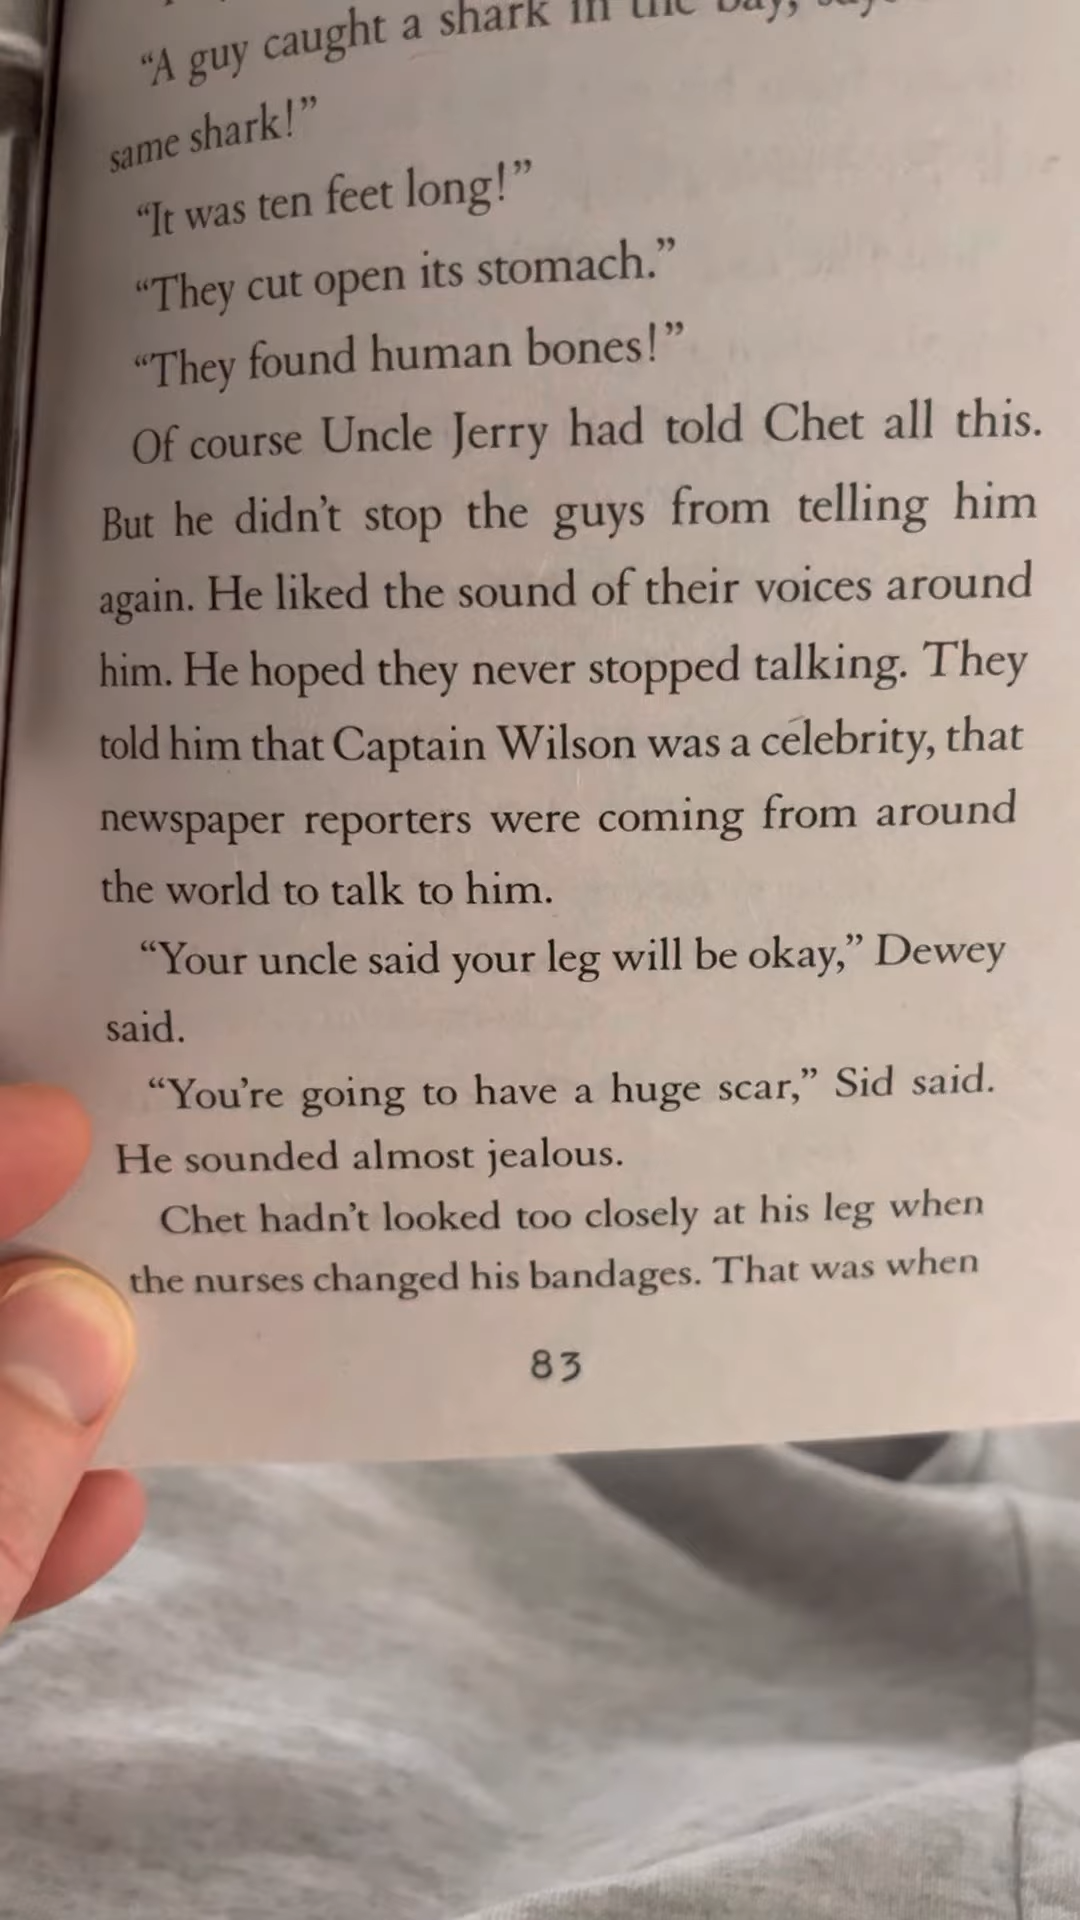 “A guy caught a shark in the bay,
same shark!”
“It was ten feet long!”
“They cut open its stomach.”
“They found human bones!”
Of course Uncle Jerry had told Chet all this.
But he didn’t stop the guys from telling him
again. He liked the sound of their voices around
him. He hoped they never stopped talking. They
told him that Captain Wilson was a celebrity, that
newspaper reporters were coming from around
the world to talk to him.
“Your uncle said your leg will be okay,” Dewey
said.
“You’re going to have a huge scar,” Sid said.
He sounded almost jealous.
Chet hadn’t looked too closely at his leg when
the nurses changed his bandages. That was when
83